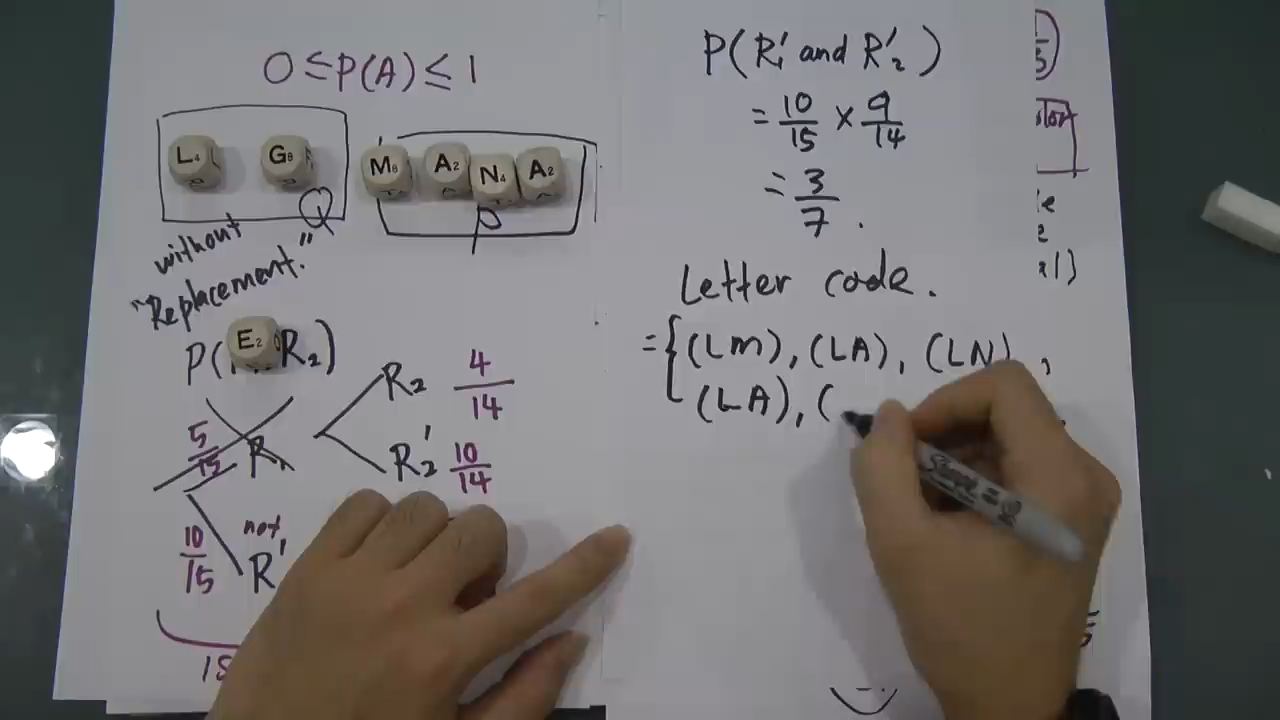 0 ≤ P(A) ≤ 1
L4 G8 Q
M8 A2 N4 A2 P
without
"Replacement."
P( E2 R2)
R2 4/14
5/15 R1
R2' 10/14
10/15 not R'
P(R1' and R2')
= 10/15 × 9/14
= 3/7 .
Letter code.
= { (LM), (LA), (LN) ,
(LA), (
Sharpie